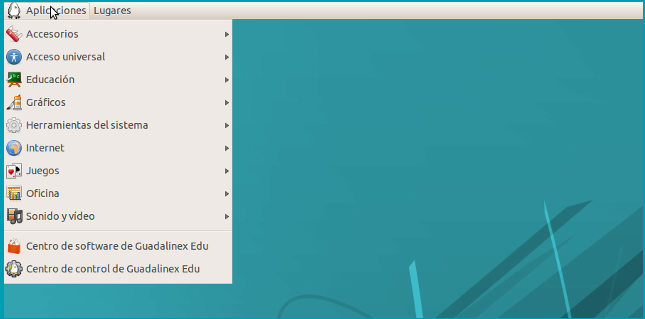 Aplicaciones Lugares
Accesorios
Acceso universal
Educación
Gráficos
Herramientas del sistema
Internet
Juegos
Oficina
Sonido y vídeo
Centro de software de Guadalinex Edu
Centro de control de Guadalinex Edu